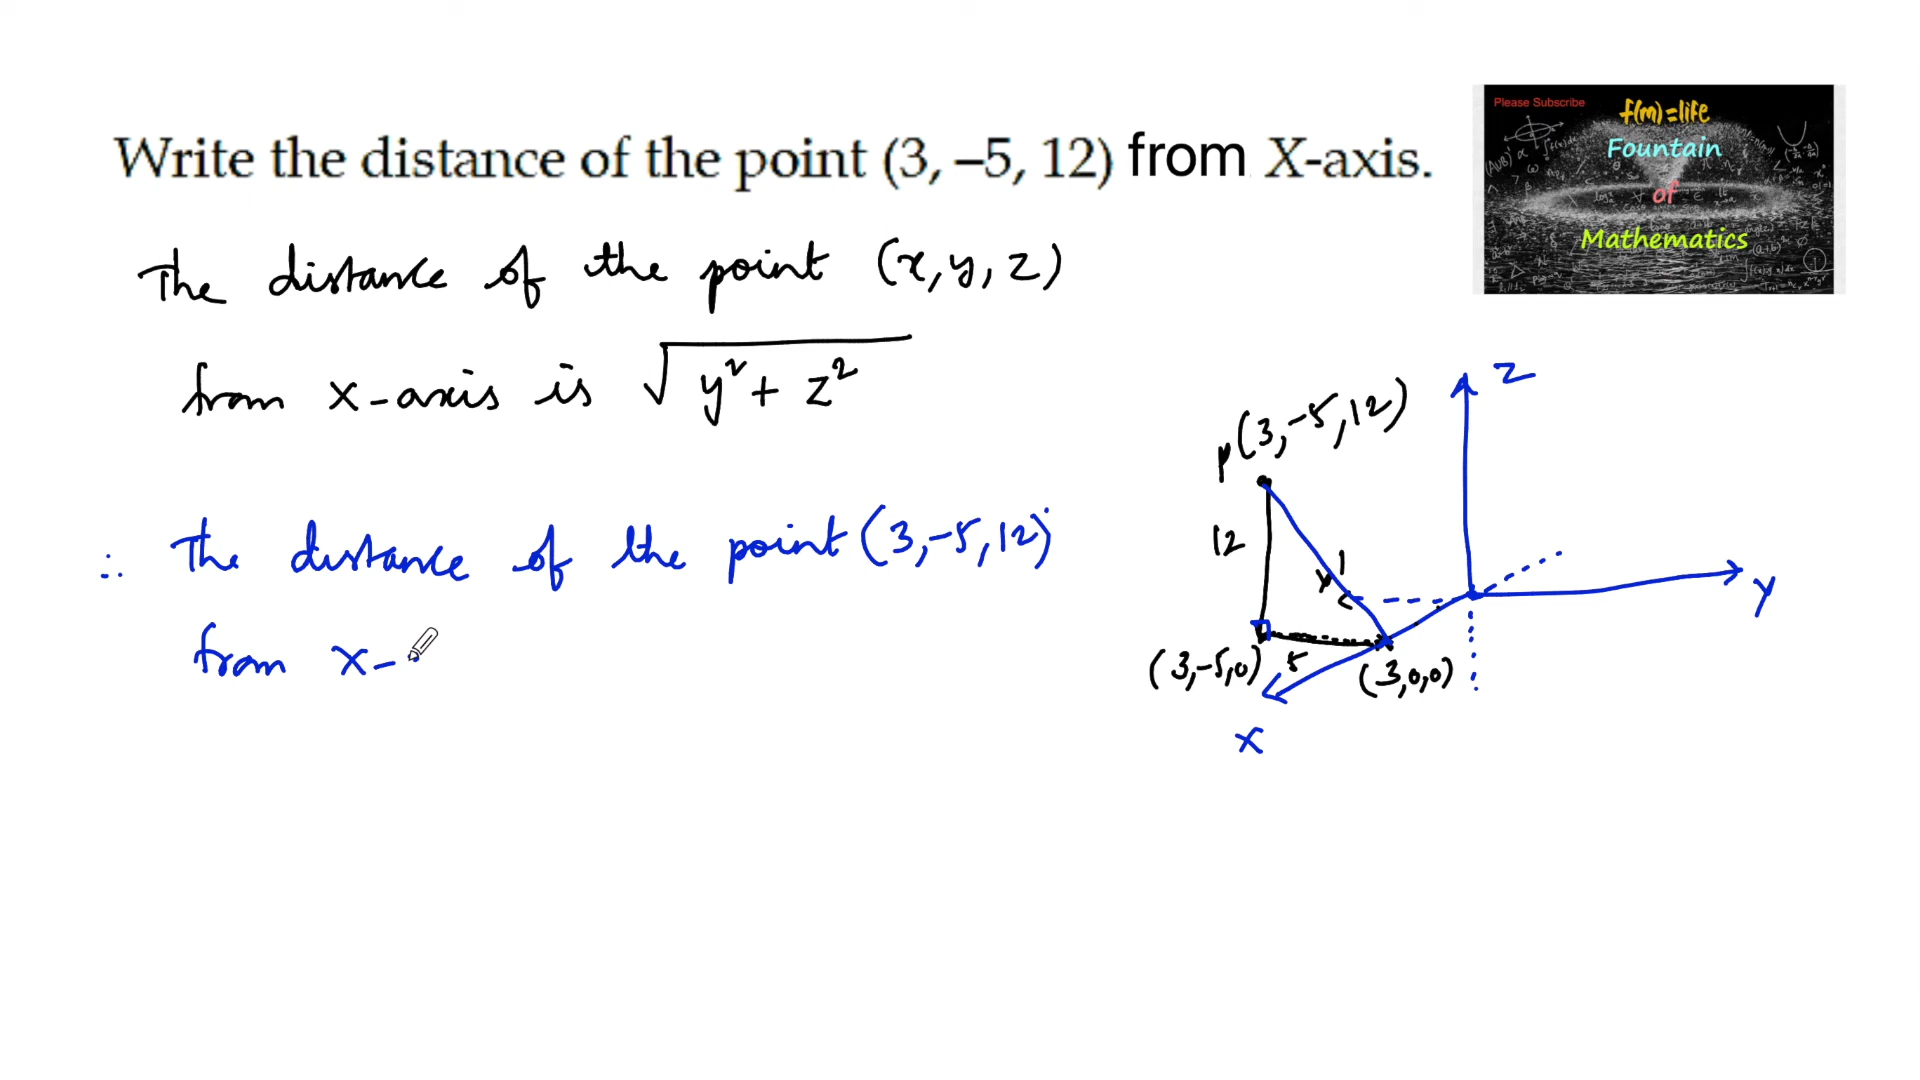 Write the distance of the point (3, –5, 12) from X-axis.
Please Subscribe
f(m)=life
Fountain
of
Mathematics
The distance of the point (x, y, z)
from x-axis is √(y² + z²)
∴ The distance of the point (3, -5, 12)
from x-
P(3, -5, 12)
Z
12
y
(3, -5, 0)
5
(3, 0, 0)
X